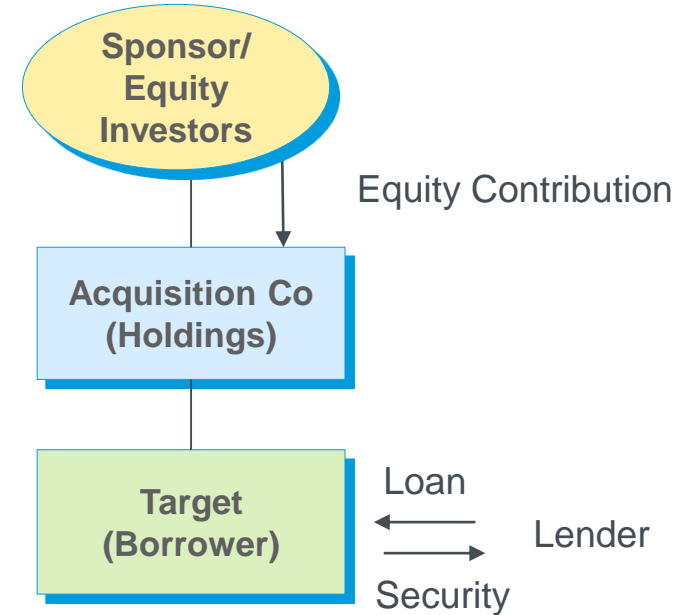 Sponsor/
Equity
Investors
Equity Contribution
Acquisition Co
(Holdings)
Target
(Borrower)
Loan
Lender
Security